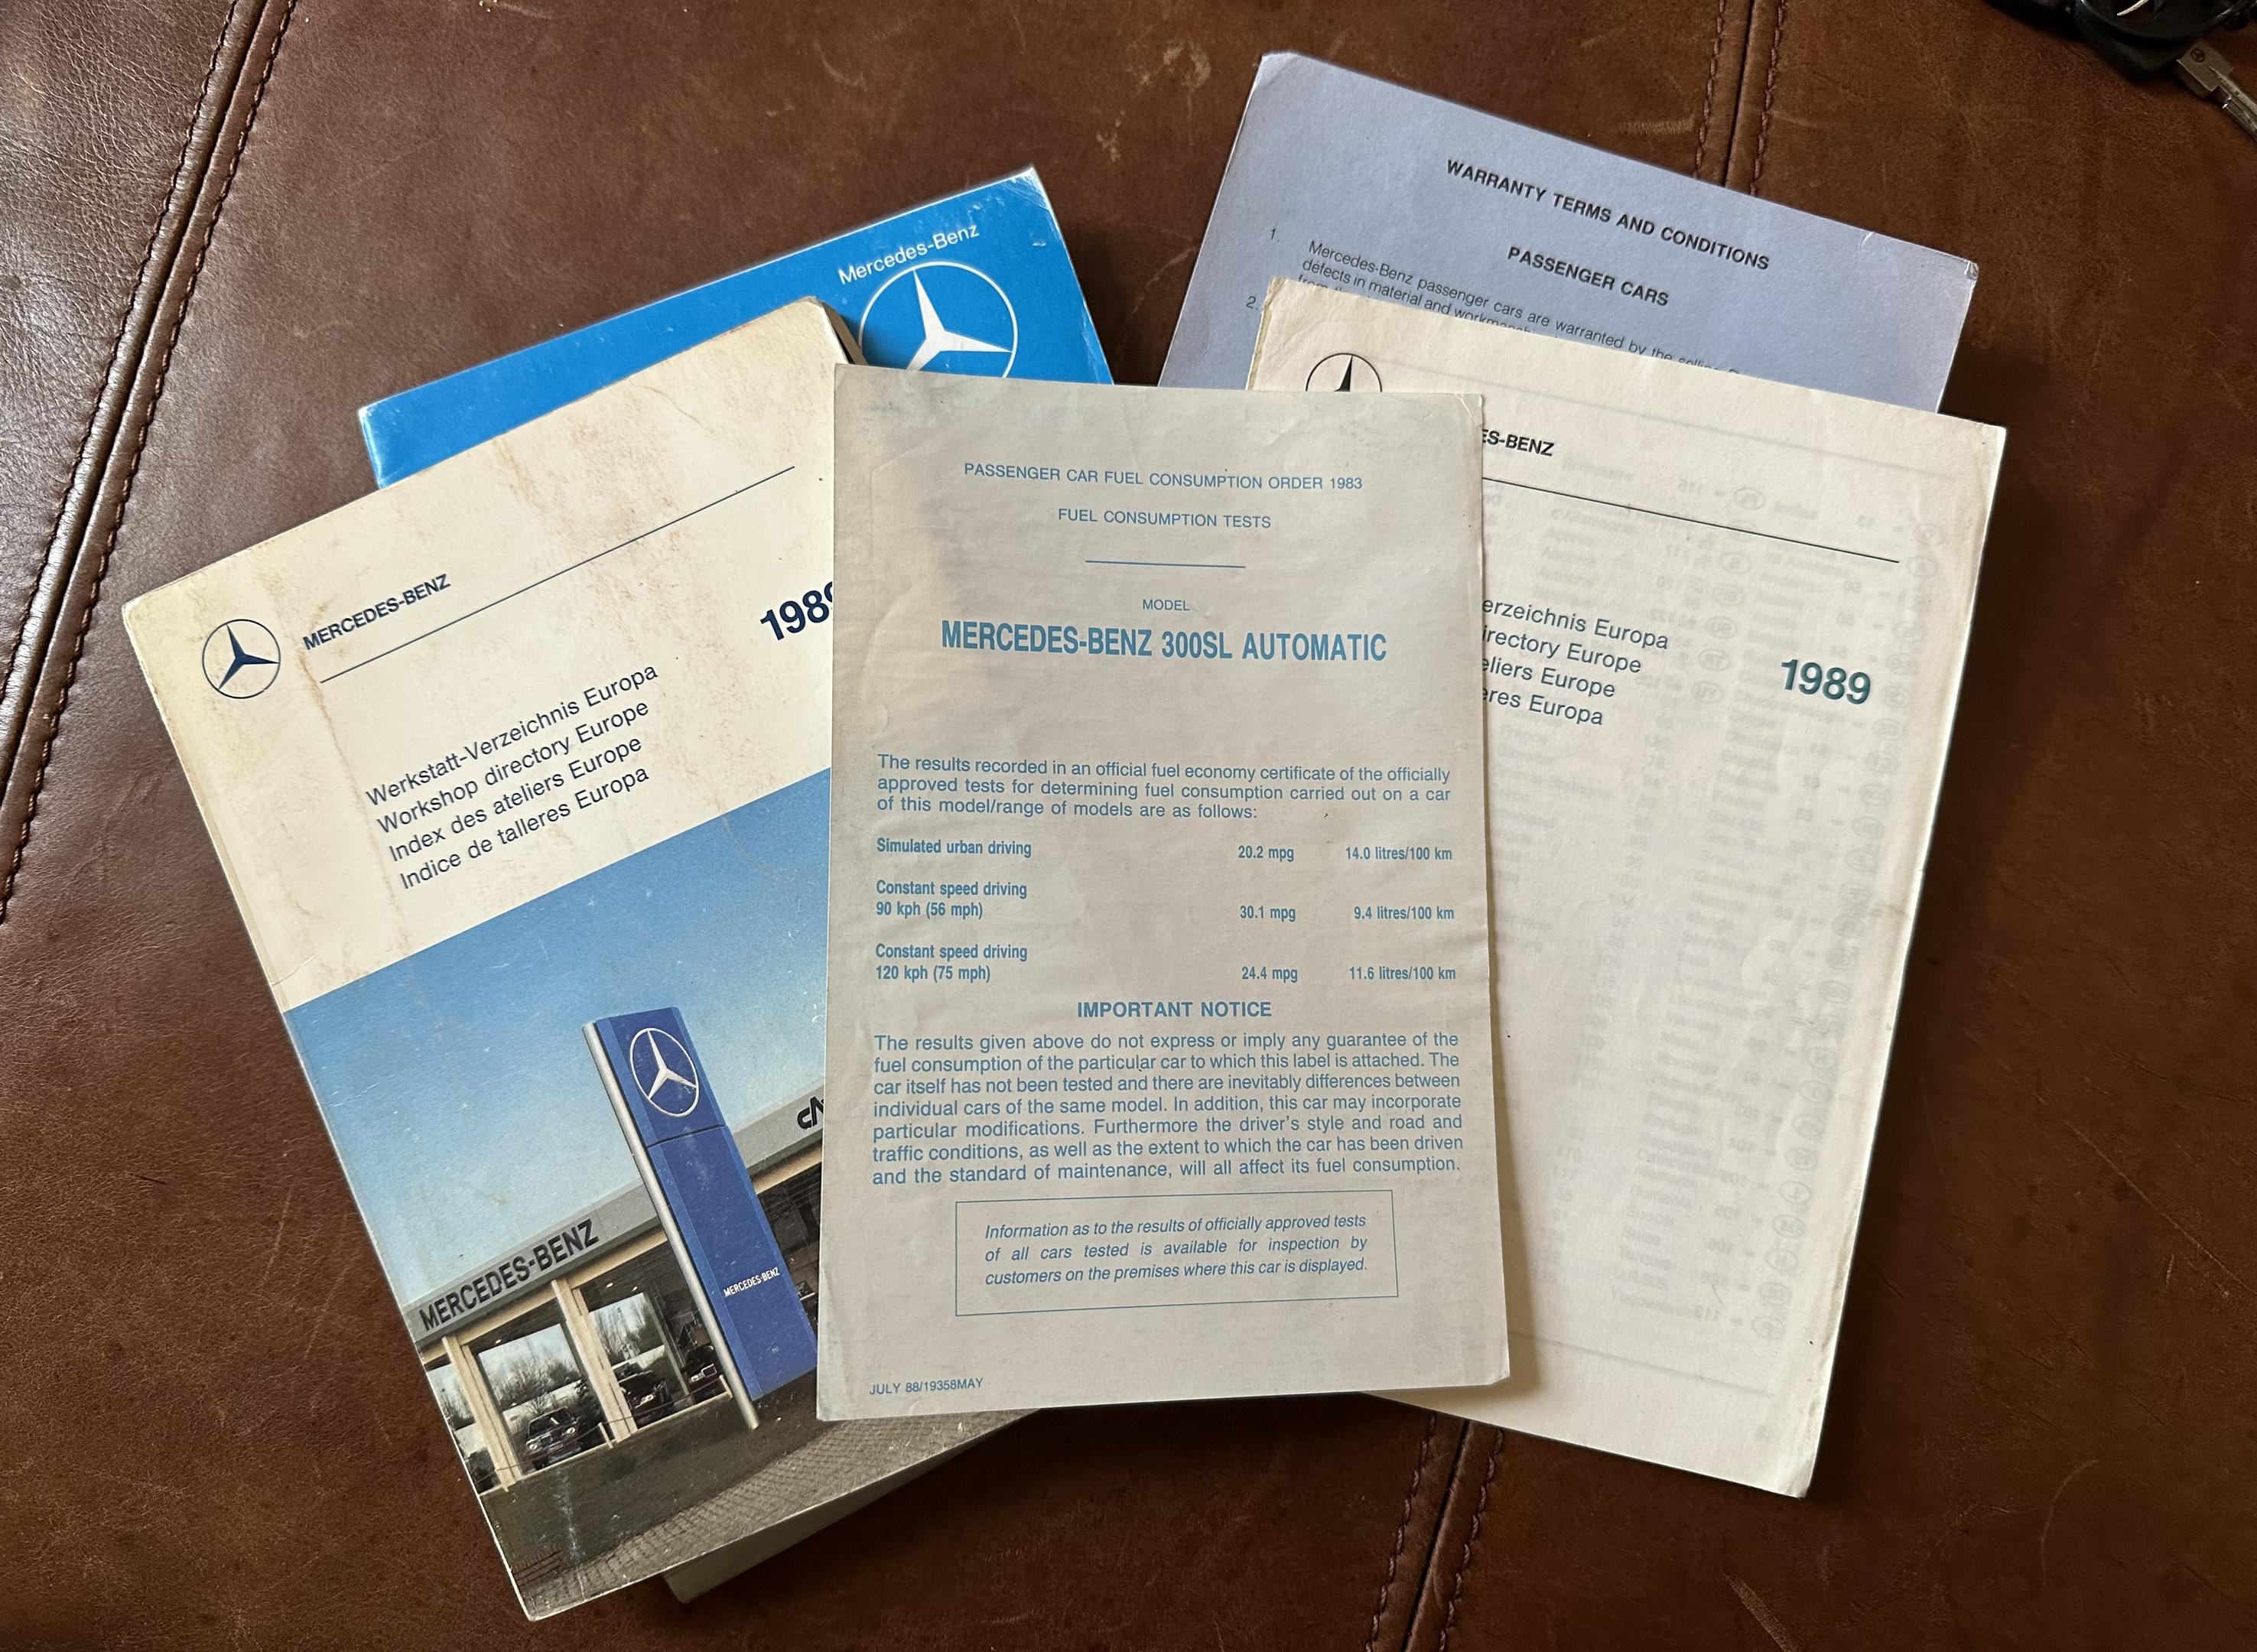 Mercedes-Benz
MERCEDES-BENZ
1989
Werkstatt-Verzeichnis Europa
Workshop directory Europe
Index des ateliers Europe
Indice de talleres Europa
MERCEDES-BENZ
MERCEDES-BENZ
PASSENGER CAR FUEL CONSUMPTION ORDER 1983
FUEL CONSUMPTION TESTS
MODEL
MERCEDES-BENZ 300SL AUTOMATIC
The results recorded in an official fuel economy certificate of the officially
approved tests for determining fuel consumption carried out on a car
of this model/range of models are as follows:
Simulated urban driving 20.2 mpg 14.0 litres/100 km
Constant speed driving
90 kph (56 mph) 30.1 mpg 9.4 litres/100 km
Constant speed driving
120 kph (75 mph) 24.4 mpg 11.6 litres/100 km
IMPORTANT NOTICE
The results given above do not express or imply any guarantee of the
fuel consumption of the particular car to which this label is attached. The
car itself has not been tested and there are inevitably differences between
individual cars of the same model. In addition, this car may incorporate
particular modifications. Furthermore the driver's style and road and
traffic conditions, as well as the extent to which the car has been driven
and the standard of maintenance, will all affect its fuel consumption.
Information as to the results of officially approved tests
of all cars tested is available for inspection by
customers on the premises where this car is displayed.
JULY 88/19358MAY
WARRANTY TERMS AND CONDITIONS
PASSENGER CARS
1. Mercedes-Benz passenger cars are warranted by the
defects in material and
2.
ES-BENZ
erzeichnis Europa
irectory Europe
eliers Europe
eres Europa
1989